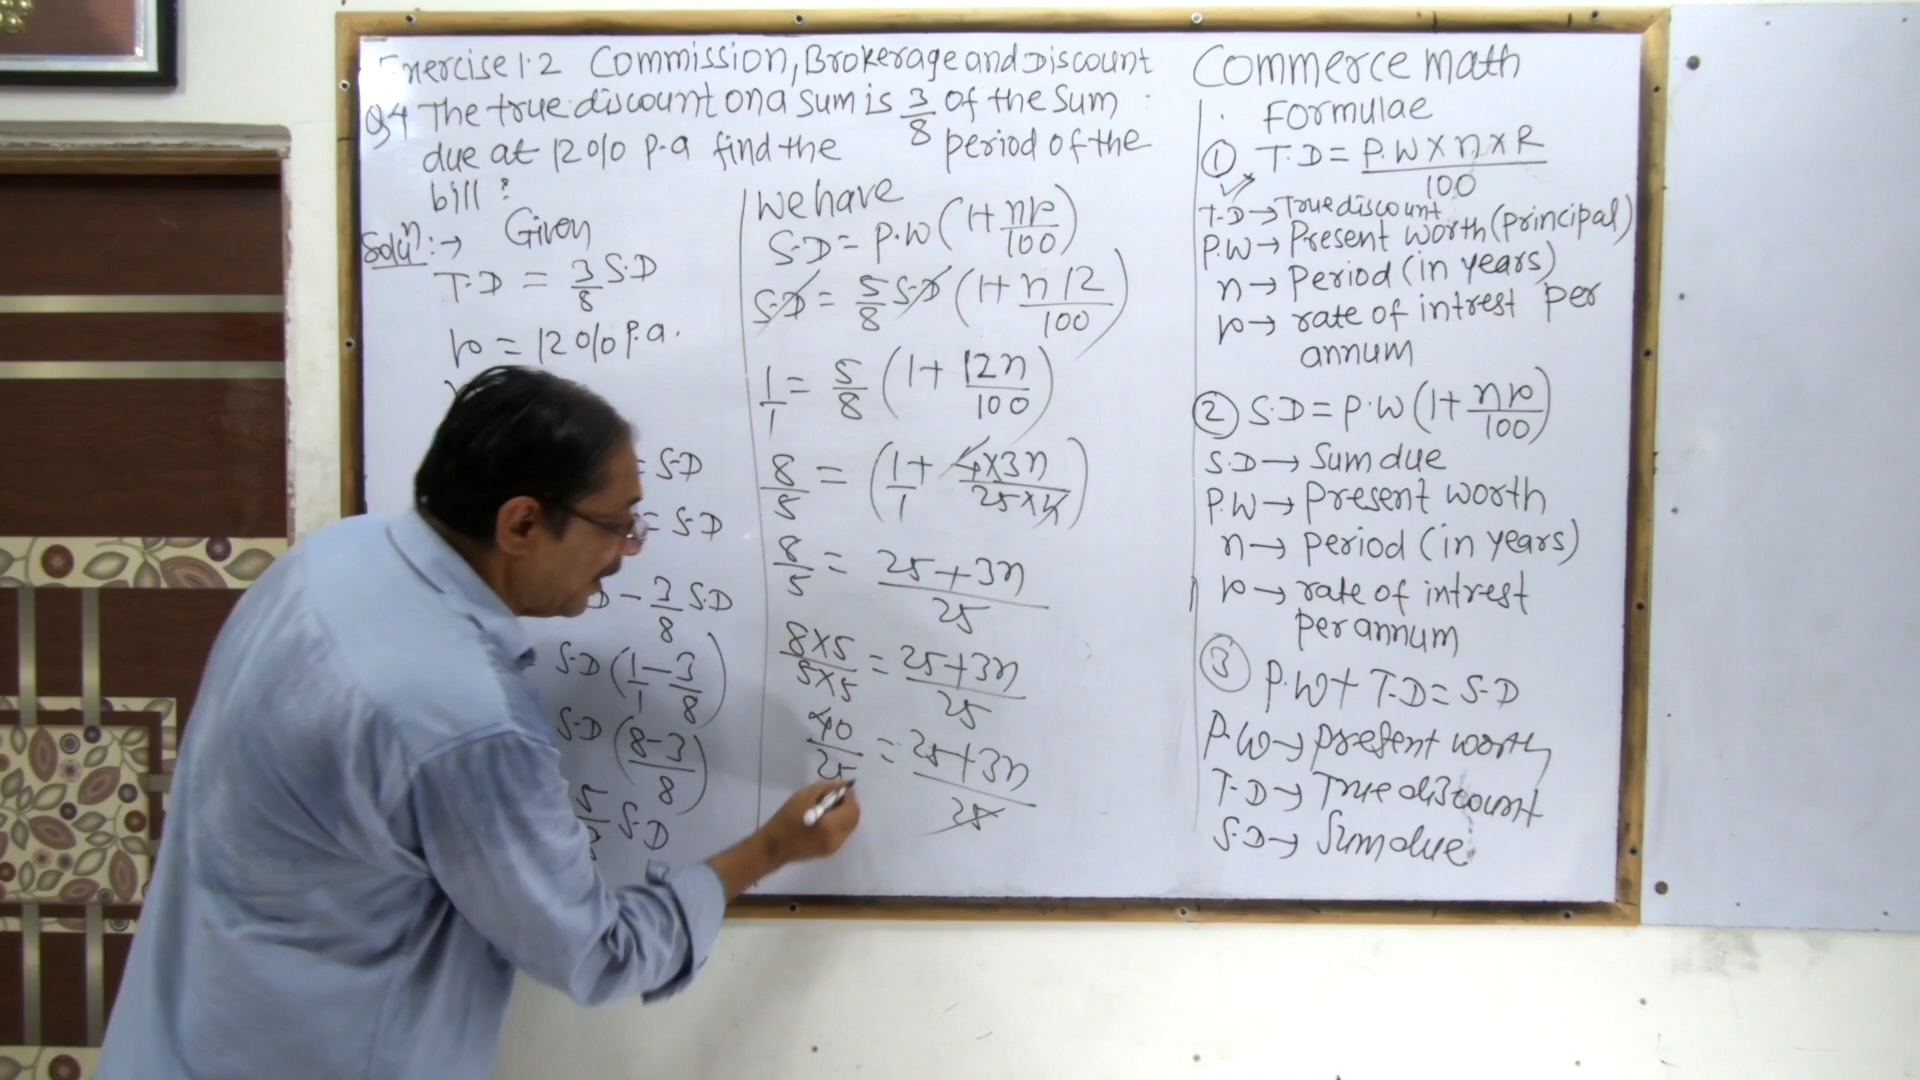 Exercise 1.2 Commission, Brokerage and Discount
Q4 The true discount on a sum is 3/8 of the sum
due at 12% p.a find the period of the
bill?
Soluⁿ :→ Given
T.D = 3/8 S.D
r = 12% p.a.
= S.D
= S.D
D - 3/8 S.D
S.D (1/1 - 3/8)
S.D (8-3/8)
S.D
We have
S.D = P.W (1 + nr/100)
S.D = 5/8 S.D (1 + n12/100)
1/1 = 5/8 (1 + 12n/100)
8/5 = (1/1 + 4×3n/25×4)
8/5 = 25+3n/25
8×5/5×5 = 25+3n/25
40/25 = 25+3n/25
Commerce math
Formulae
① T.D = P.W × n × R/100
T.D → True discount
P.W → Present worth (principal)
n → Period (in years)
r → rate of intrest per
annum
② S.D = P.W (1 + nr/100)
S.D → Sum due
P.W → Present worth
n → period (in years)
r → rate of intrest
per annum
③ P.W + T.D = S.D
P.W → present worth
T.D → True discount
S.D → Sum due